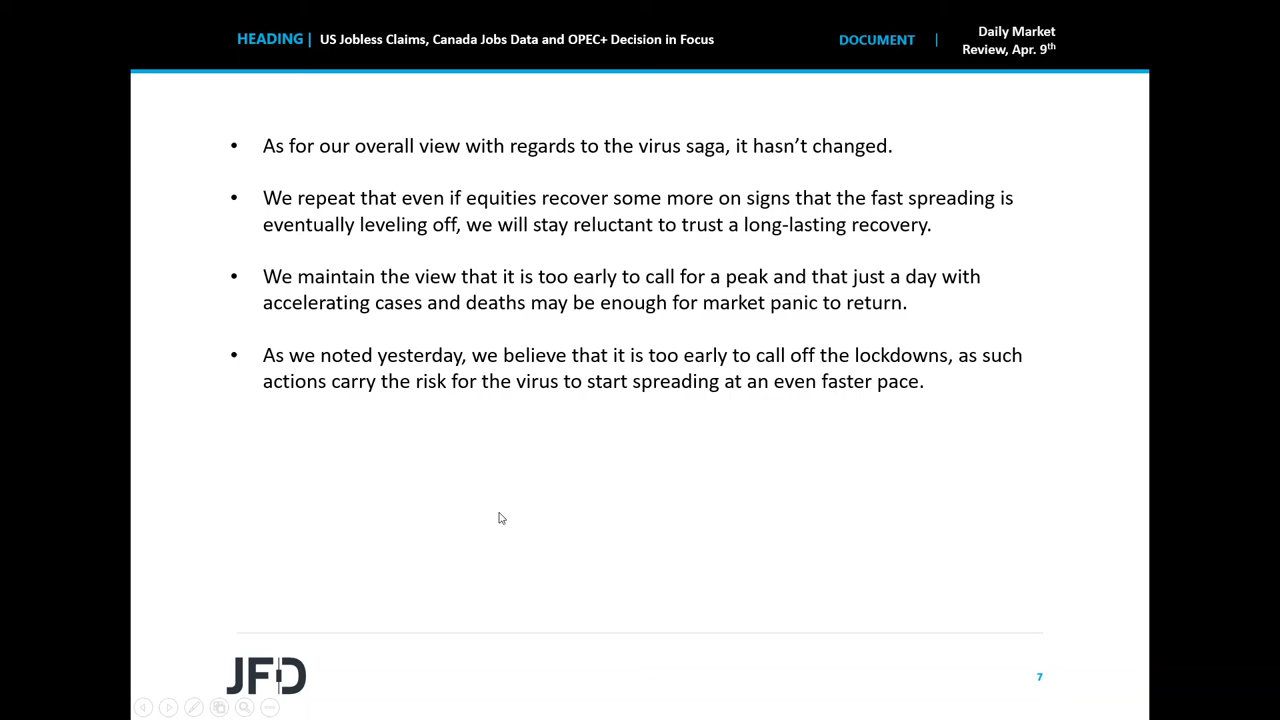 HEADING | US Jobless Claims, Canada Jobs Data and OPEC+ Decision in Focus
DOCUMENT |
Daily Market
Review, Apr. 9th
• As for our overall view with regards to the virus saga, it hasn’t changed.
• We repeat that even if equities recover some more on signs that the fast spreading is
eventually leveling off, we will stay reluctant to trust a long-lasting recovery.
• We maintain the view that it is too early to call for a peak and that just a day with
accelerating cases and deaths may be enough for market panic to return.
• As we noted yesterday, we believe that it is too early to call off the lockdowns, as such
actions carry the risk for the virus to start spreading at an even faster pace.
JFD
7